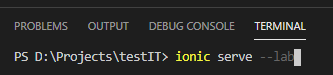 PROBLEMS OUTPUT DEBUG CONSOLE TERMINAL
PS D:\Projects\testIT> ionic serve --lab